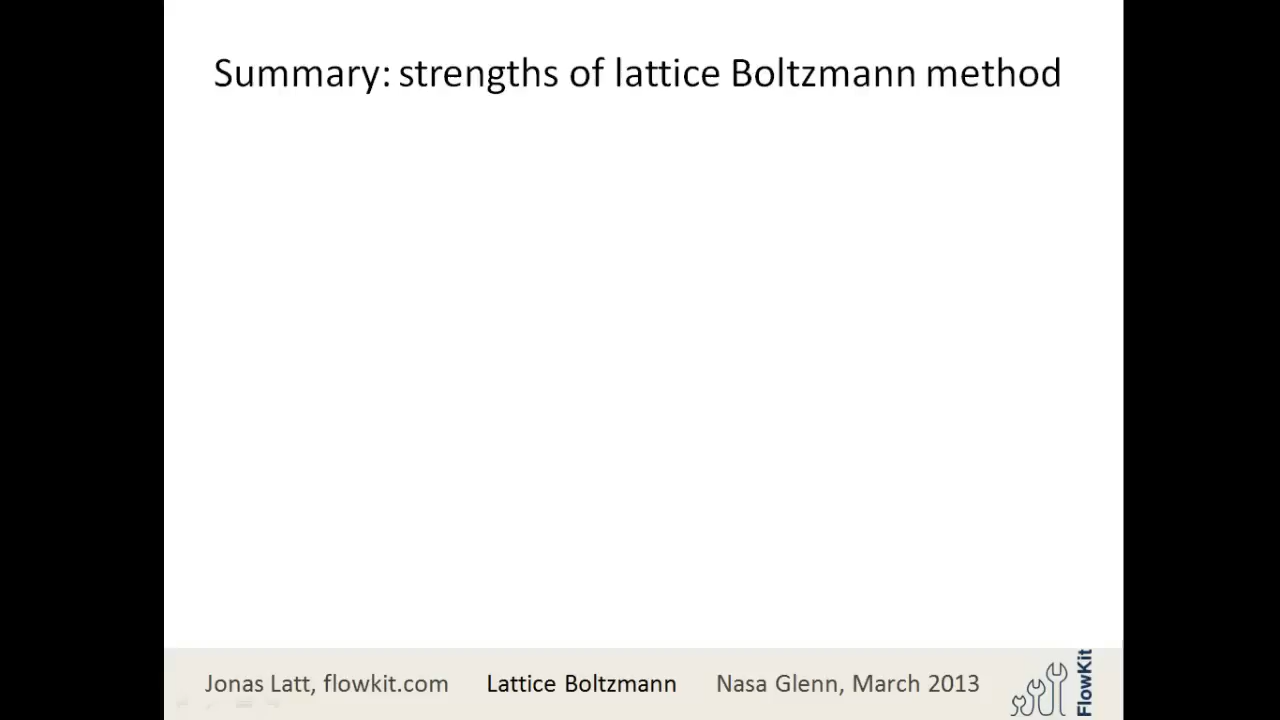 Summary: strengths of lattice Boltzmann method
Jonas Latt, flowkit.com Lattice Boltzmann Nasa Glenn, March 2013
FlowKit